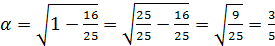 α = √(1 − 16/25) = √(25/25 − 16/25) = √(9/25) = 3/5